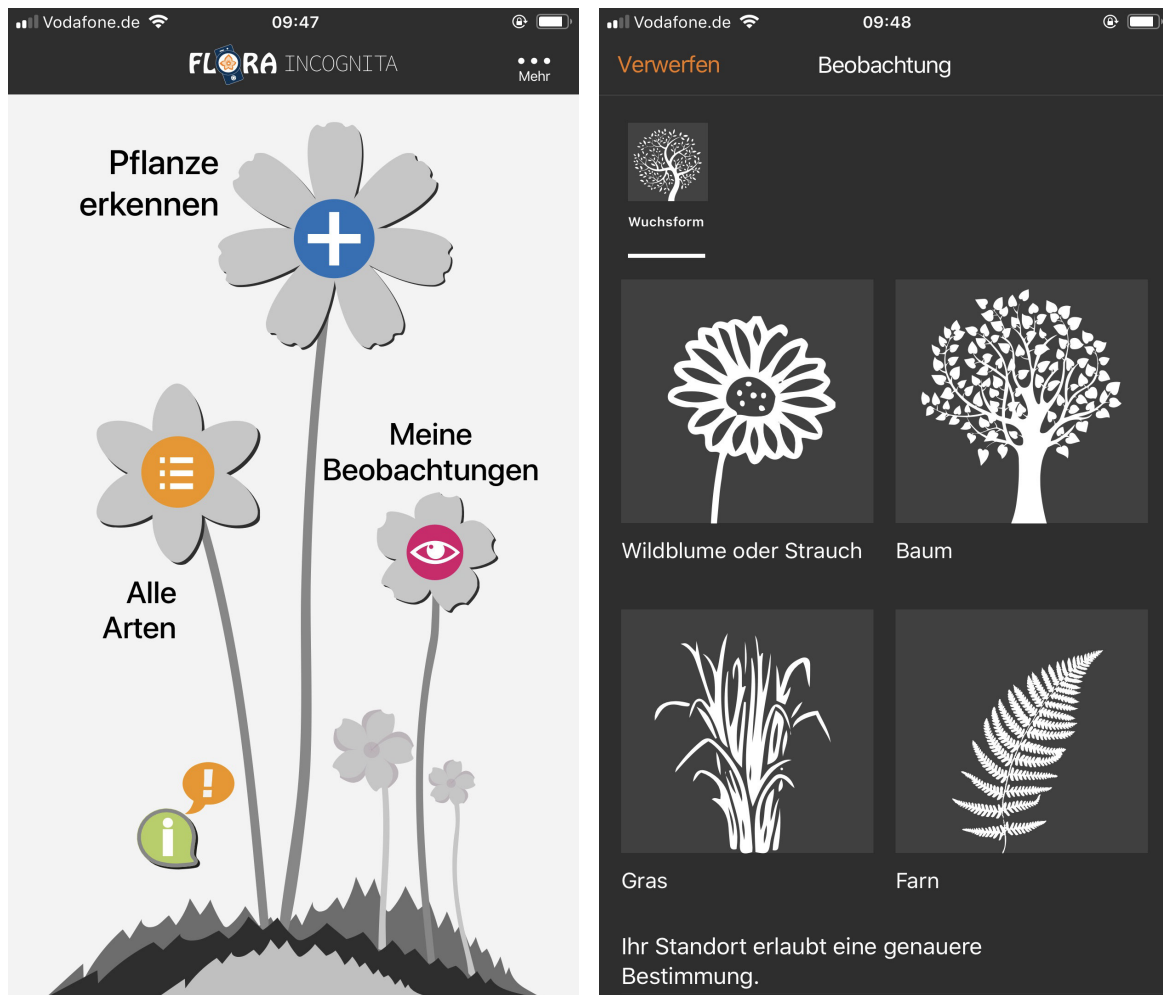 Vodafone.de 09:47
FLORA INCOGNITA
Mehr
Pflanze
erkennen
Meine
Beobachtungen
Alle
Arten
Vodafone.de 09:48
Verwerfen Beobachtung
Wuchsform
Wildblume oder Strauch Baum
Gras Farn
Ihr Standort erlaubt eine genauere
Bestimmung.